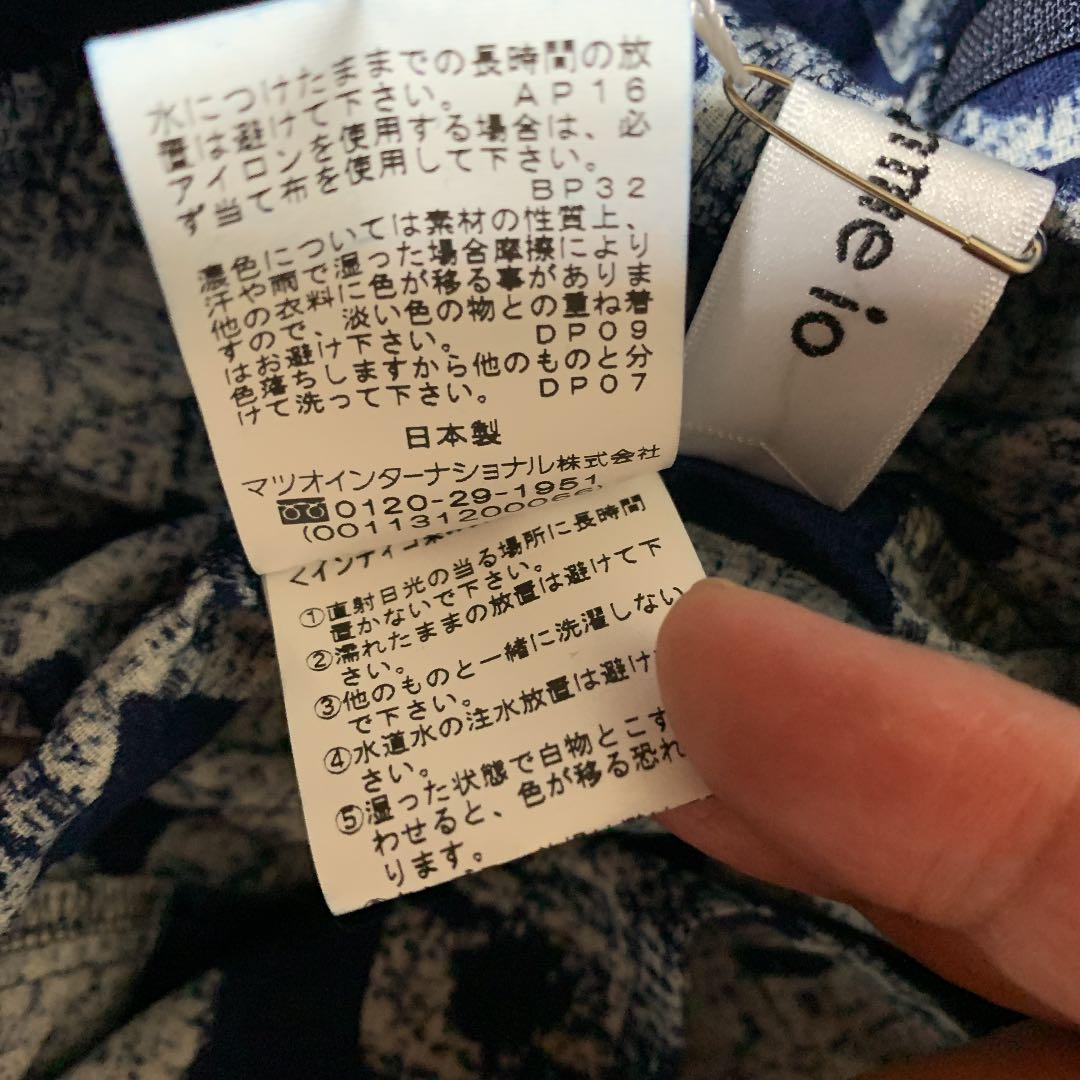 水につけたままでの長時間の放
置は避けて下さい。 AP16
アイロンを使用する場合は、必
ず当て布を使用して下さい。
BP32
濃色については素材の性質上、
汗や雨で湿った場合摩擦により
他の衣料に色が移る事がありま
すので、淡い色の物との重ね着
はお避け下さい。 DP09
色落ちしますから他のものと分
けて洗って下さい。 DP07
日本製
マツオインターナショナル株式会社
0120-29-1951
(001131200066)
<インディゴ
①直射日光の当る場所に長時間
置かないで下さい。
②濡れたままの放置は避けて下
さい。
③他のものと一緒に洗濯しない
で下さい。
④水道水の注水放置は避け
さい。
⑤湿った状態で白物とこす
わせると、色が移る恐れ
ります。
me io